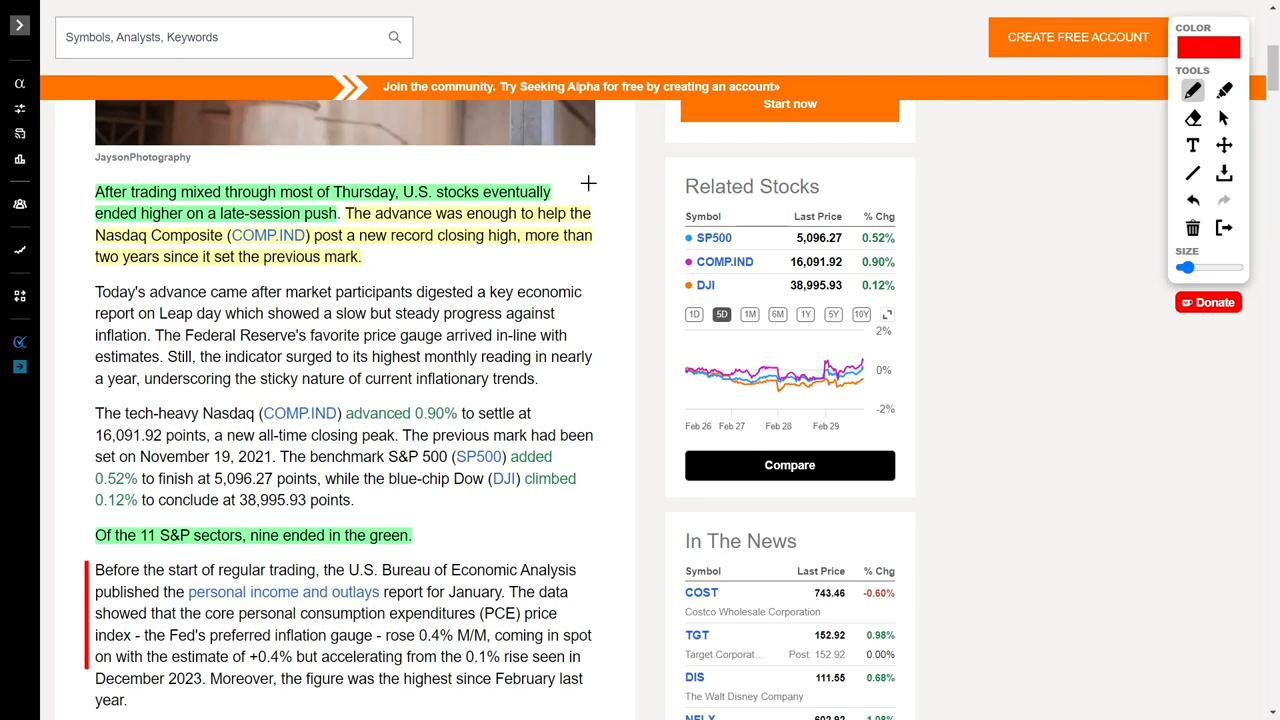 Symbols, Analysts, Keywords
CREATE FREE ACCOUNT
Join the community. Try Seeking Alpha for free by creating an account»
Start now
JaysonPhotography
After trading mixed through most of Thursday, U.S. stocks eventually
ended higher on a late-session push. The advance was enough to help the
Nasdaq Composite (COMP.IND) post a new record closing high, more than
two years since it set the previous mark.
Today's advance came after market participants digested a key economic
report on Leap day which showed a slow but steady progress against
inflation. The Federal Reserve's favorite price gauge arrived in-line with
estimates. Still, the indicator surged to its highest monthly reading in nearly
a year, underscoring the sticky nature of current inflationary trends.
The tech-heavy Nasdaq (COMP.IND) advanced 0.90% to settle at
16,091.92 points, a new all-time closing peak. The previous mark had been
set on November 19, 2021. The benchmark S&P 500 (SP500) added
0.52% to finish at 5,096.27 points, while the blue-chip Dow (DJI) climbed
0.12% to conclude at 38,995.93 points.
Of the 11 S&P sectors, nine ended in the green.
Before the start of regular trading, the U.S. Bureau of Economic Analysis
published the personal income and outlays report for January. The data
showed that the core personal consumption expenditures (PCE) price
index - the Fed's preferred inflation gauge - rose 0.4% M/M, coming in spot
on with the estimate of +0.4% but accelerating from the 0.1% rise seen in
December 2023. Moreover, the figure was the highest since February last
year.
Related Stocks
Symbol Last Price % Chg
SP500 5,096.27 0.52%
COMP.IND 16,091.92 0.90%
DJI 38,995.93 0.12%
1D 5D 1M 6M 1Y 5Y 10Y
2%
0%
-2%
Feb 26 Feb 27 Feb 28 Feb 29
Compare
In The News
Symbol Last Price % Chg
COST 743.46 -0.60%
Costco Wholesale Corporation
TGT 152.92 0.98%
Target Corporat... Post. 152.92 0.00%
DIS 111.55 0.68%
The Walt Disney Company
NFLX 602.92 1.08%
COLOR
TOOLS
T
SIZE
Donate